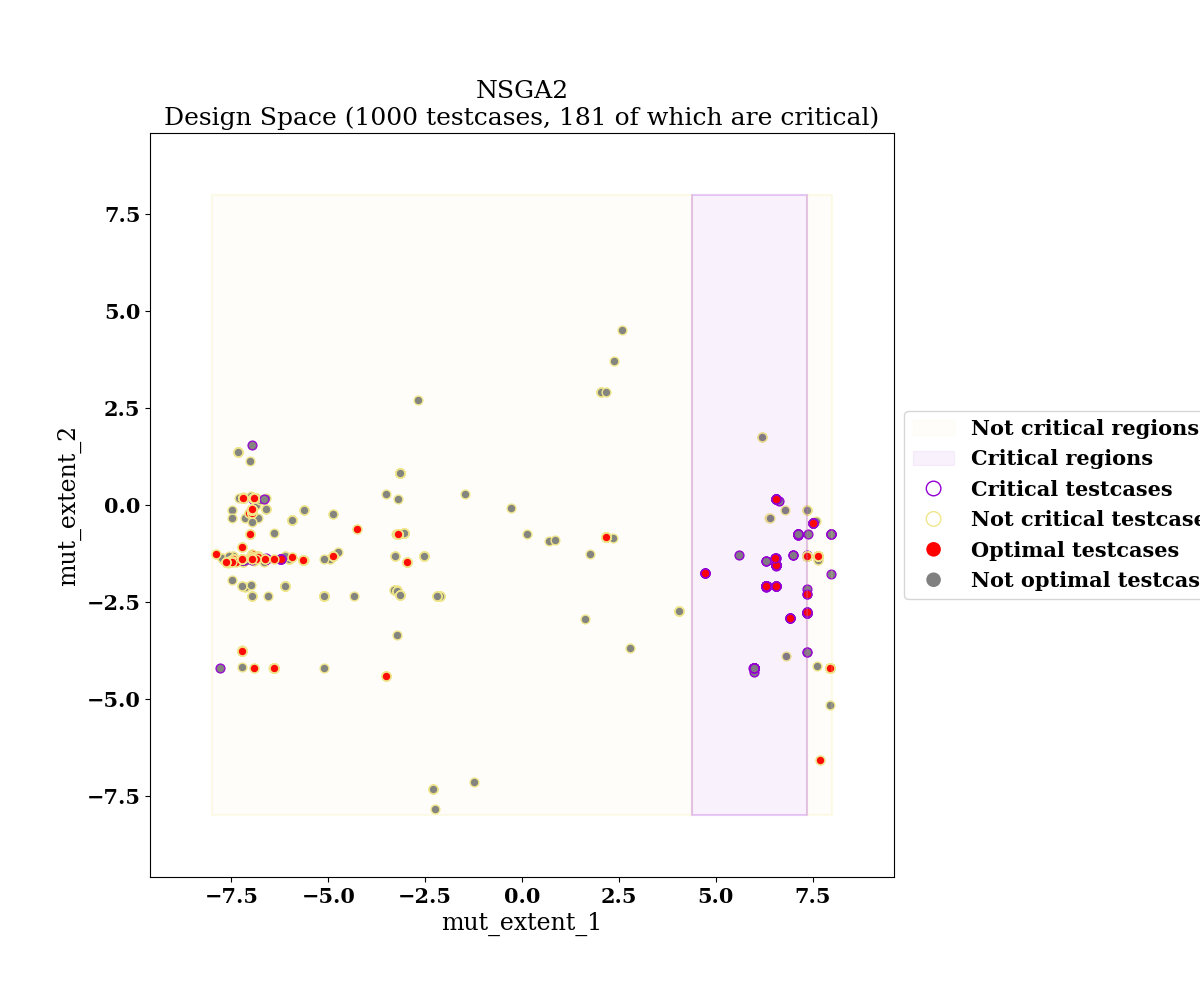 NSGA2
Design Space (1000 testcases, 181 of which are critical)
7.5
5.0
2.5
0.0
−2.5
−5.0
−7.5
mut_extent_2
−7.5 −5.0 −2.5 0.0 2.5 5.0 7.5
mut_extent_1
Not critical regions
Critical regions
Critical testcases
Not critical testcase
Optimal testcases
Not optimal testcas